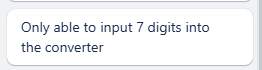 Only able to input 7 digits into
the converter